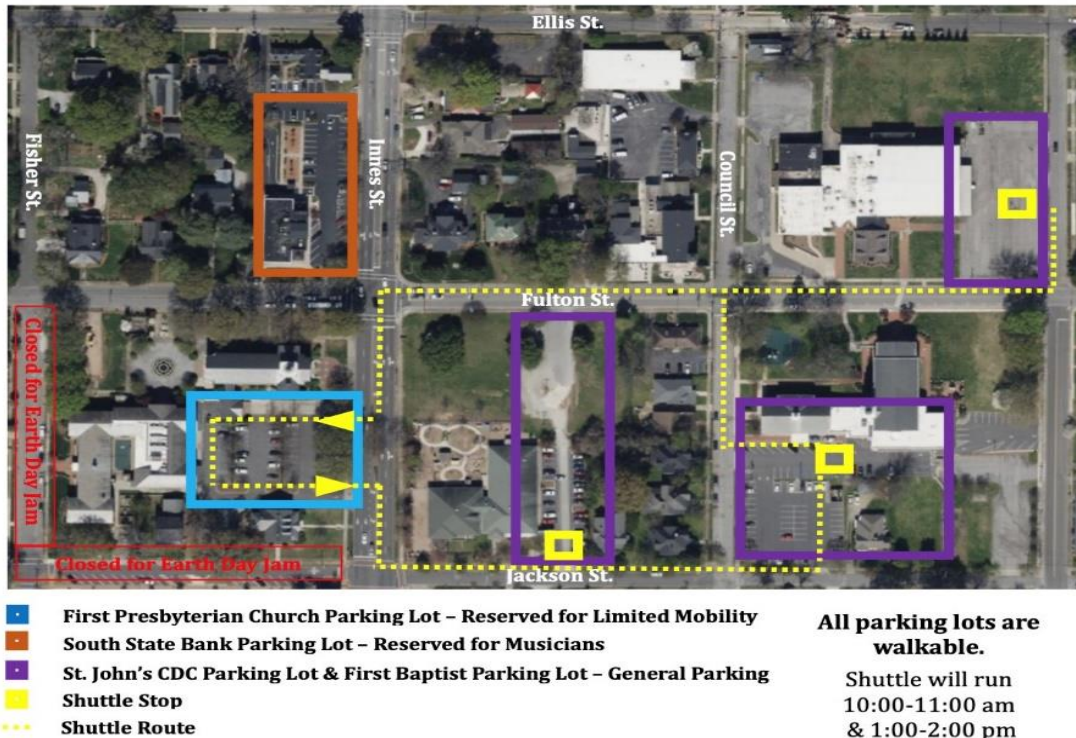 Ellis St.
Fisher St.
Innes St.
Council St.
Fulton St.
Closed for Earth Day Jam
Closed for Earth Day Jam
Jackson St.
First Presbyterian Church Parking Lot – Reserved for Limited Mobility
South State Bank Parking Lot – Reserved for Musicians
St. John's CDC Parking Lot & First Baptist Parking Lot – General Parking
Shuttle Stop
Shuttle Route
All parking lots are
walkable.
Shuttle will run
10:00-11:00 am
& 1:00-2:00 pm